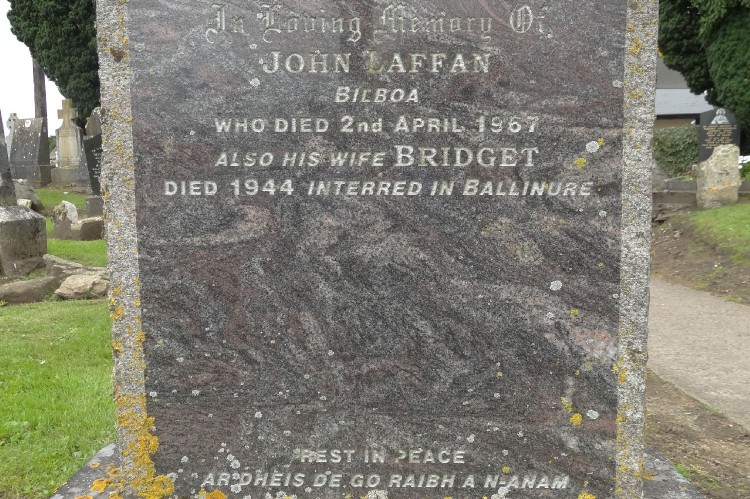 In Loving Memory Of
JOHN LAFFAN
BILBOA
WHO DIED 2nd APRIL 1967
ALSO HIS WIFE BRIDGET
DIED 1944 INTERRED IN BALLINURE
REST IN PEACE
AR DHEIS DE GO RAIBH A N-ANAM